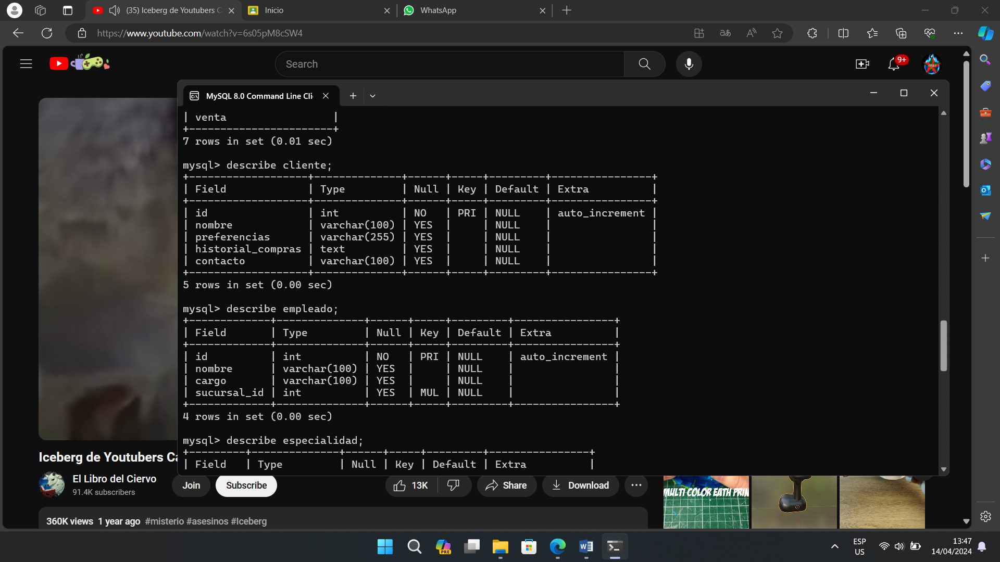 (35) Iceberg de Youtubers C
Inicio
WhatsApp
https://www.youtube.com/watch?v=6s05pM8cSW4
Search
9+
MySQL 8.0 Command Line Cli
| venta                 |
+-----------------------+
7 rows in set (0.01 sec)
mysql> describe cliente;
+-------------------+--------------+------+-----+---------+----------------+
| Field             | Type         | Null | Key | Default | Extra          |
+-------------------+--------------+------+-----+---------+----------------+
| id                | int          | NO   | PRI | NULL    | auto_increment |
| nombre            | varchar(100) | YES  |     | NULL    |                |
| preferencias      | varchar(255) | YES  |     | NULL    |                |
| historial_compras | text         | YES  |     | NULL    |                |
| contacto          | varchar(100) | YES  |     | NULL    |                |
+-------------------+--------------+------+-----+---------+----------------+
5 rows in set (0.00 sec)
mysql> describe empleado;
+-------------+--------------+------+-----+---------+----------------+
| Field       | Type         | Null | Key | Default | Extra          |
+-------------+--------------+------+-----+---------+----------------+
| id          | int          | NO   | PRI | NULL    | auto_increment |
| nombre      | varchar(100) | YES  |     | NULL    |                |
| cargo       | varchar(100) | YES  |     | NULL    |                |
| sucursal_id | int          | YES  | MUL | NULL    |                |
+-------------+--------------+------+-----+---------+----------------+
4 rows in set (0.00 sec)
mysql> describe especialidad;
+---------+--------------+------+-----+---------+----------------+
| Field   | Type         | Null | Key | Default | Extra          |
Iceberg de Youtubers Ca
El Libro del Ciervo
91.4K subscribers
Join
Subscribe
13K
Share
Download
MULTI COLOR EATH PRIN
360K views 1 year ago #misterio #asesinos #Iceberg
PRE
ESP
US
13:47
14/04/2024